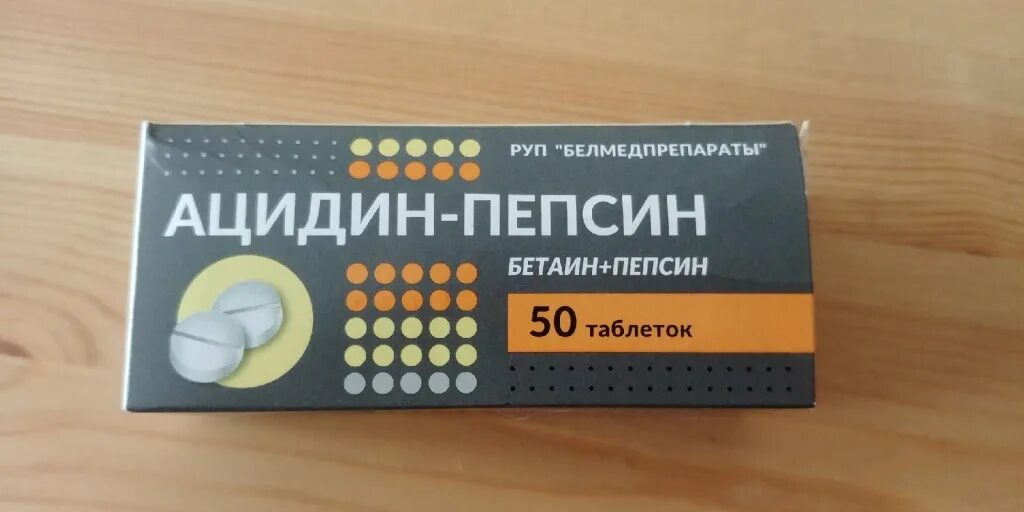 РУП "БЕЛМЕДПРЕПАРАТЫ"
АЦИДИН-ПЕПСИН
БЕТАИН+ПЕПСИН
50 таблеток